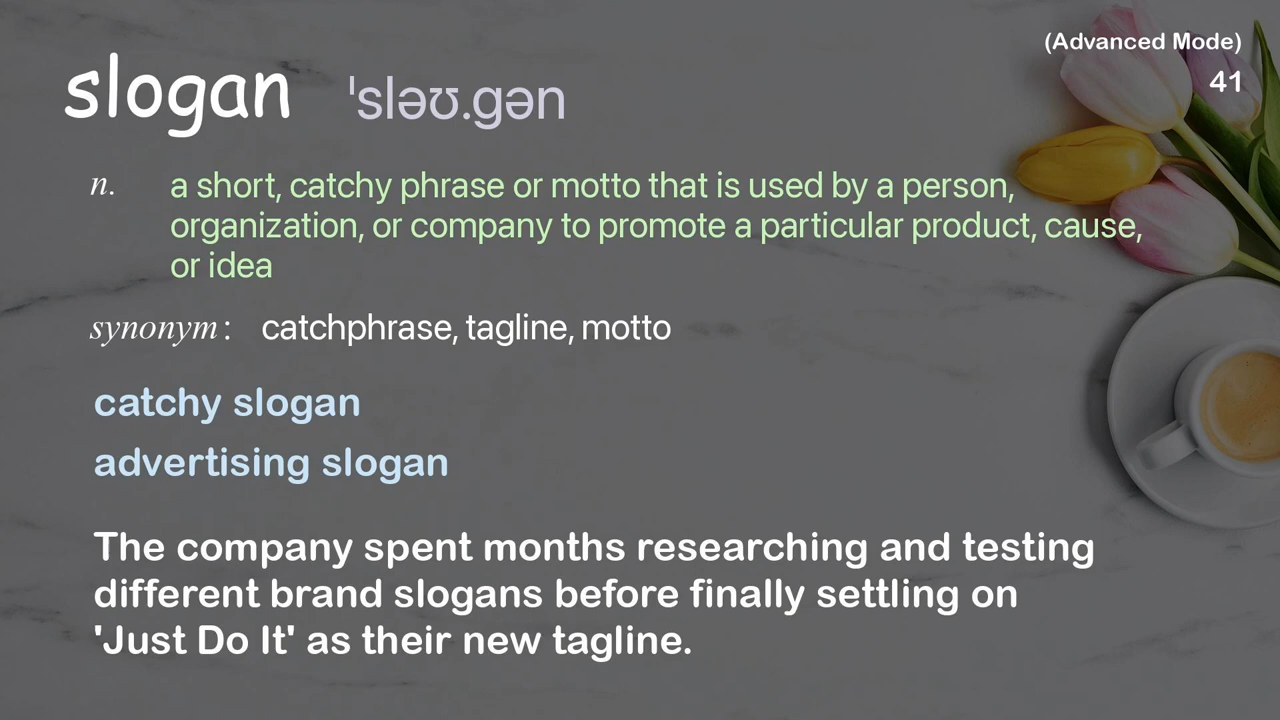 (Advanced Mode)
41
slogan ˈsləʊ.gən
n. a short, catchy phrase or motto that is used by a person,
organization, or company to promote a particular product, cause,
or idea
synonym: catchphrase, tagline, motto
catchy slogan
advertising slogan
The company spent months researching and testing
different brand slogans before finally settling on
'Just Do It' as their new tagline.